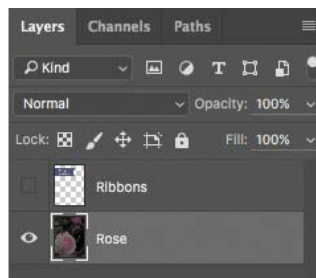 Layers Channels Paths
Kind
Normal Opacity: 100%
Lock: Fill: 100%
Ribbons
Rose